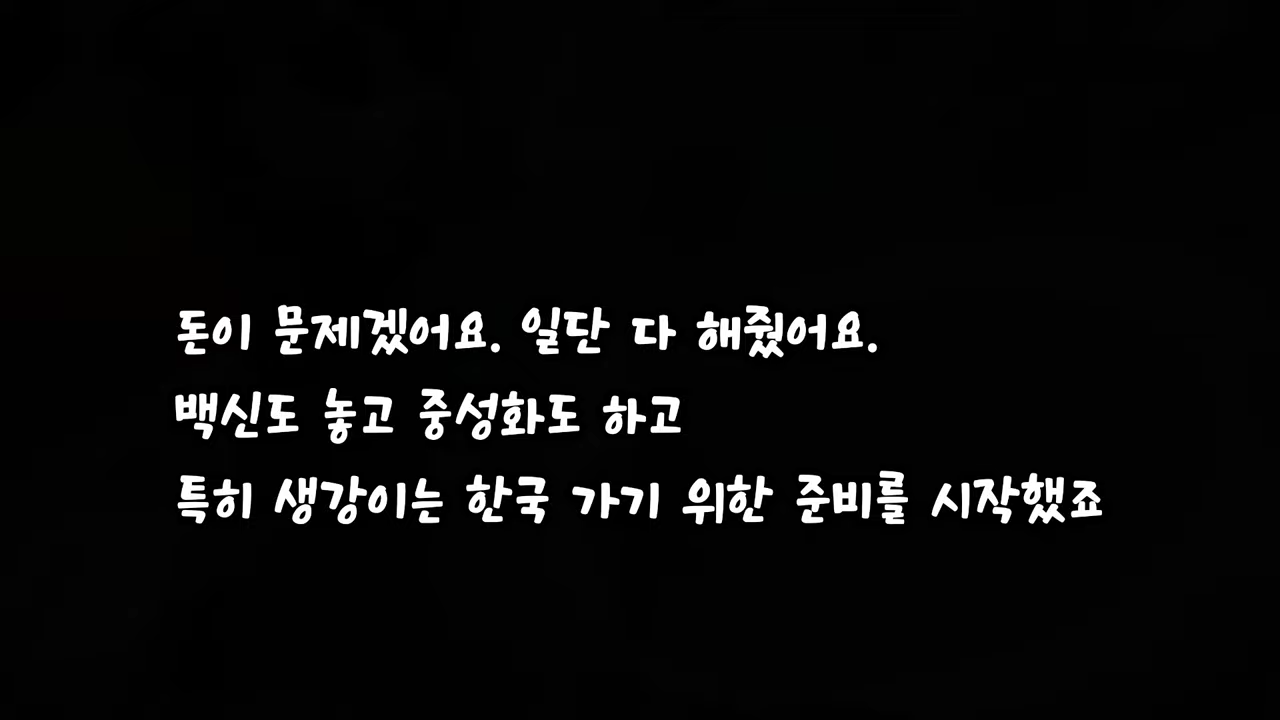 돈이 문제겠어요. 일단 다 해줬어요.
백신도 놓고 중성화도 하고
특히 생강이는 한국 가기 위한 준비를 시작했죠